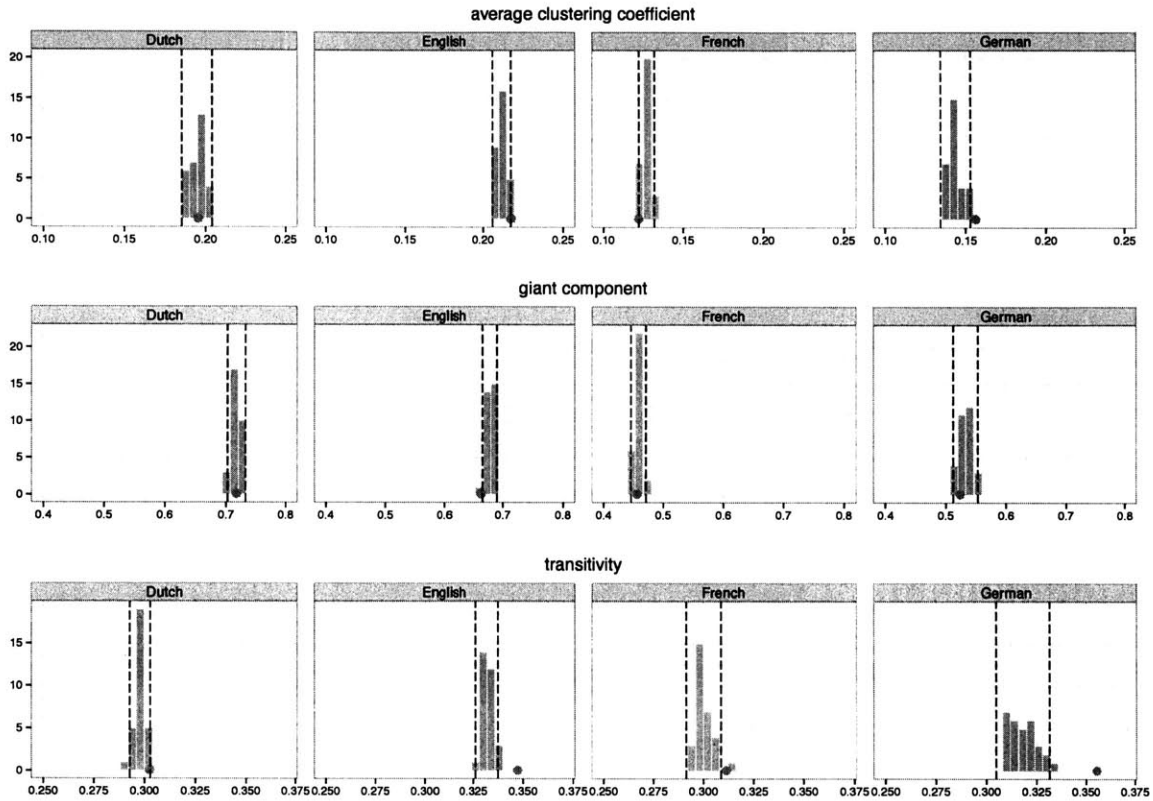 average clustering coefficient
Dutch English French German
20
15
10
5
0
0.10 0.15 0.20 0.25 0.10 0.15 0.20 0.25 0.10 0.15 0.20 0.25 0.10 0.15 0.20 0.25
giant component
Dutch English French German
20
15
10
5
0
0.4 0.5 0.6 0.7 0.8 0.4 0.5 0.6 0.7 0.8 0.4 0.5 0.6 0.7 0.8 0.4 0.5 0.6 0.7 0.8
transitivity
Dutch English French German
15
10
5
0
0.250 0.275 0.300 0.325 0.350 0.375 0.250 0.275 0.300 0.325 0.350 0.375 0.250 0.275 0.300 0.325 0.350 0.375 0.250 0.275 0.300 0.325 0.350 0.375